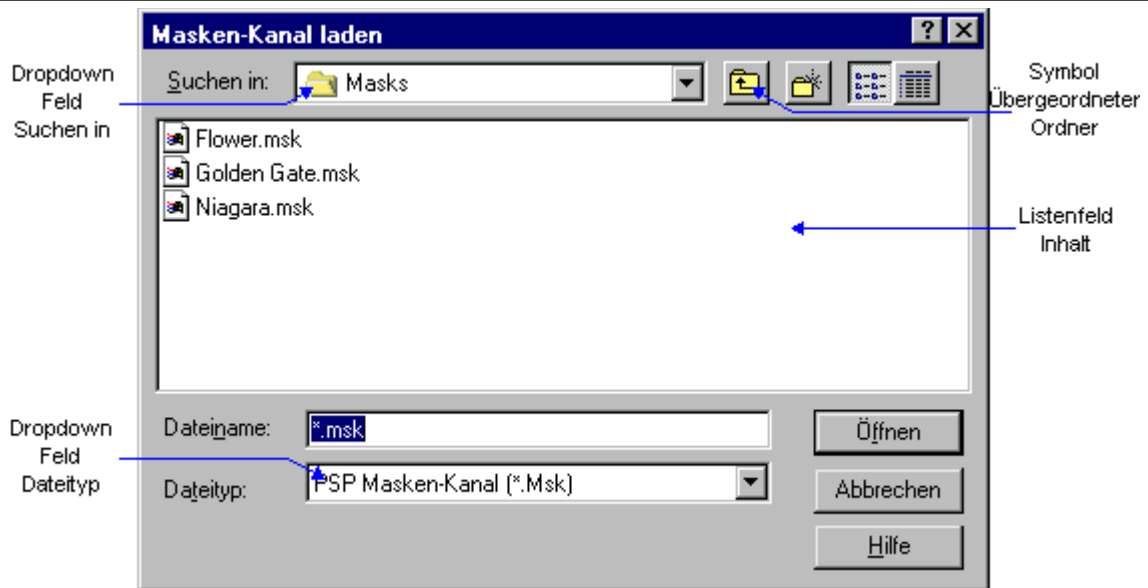 Masken-Kanal laden
Dropdown
Feld
Suchen in
Suchen in:
Masks
Symbol
Übergeordneter
Ordner
Flower.msk
Golden Gate.msk
Niagara.msk
Listenfeld
Inhalt
Dropdown
Feld
Dateityp
Dateiname:
*.msk
Öffnen
Dateityp:
PSP Masken-Kanal (*.Msk)
Abbrechen
Hilfe